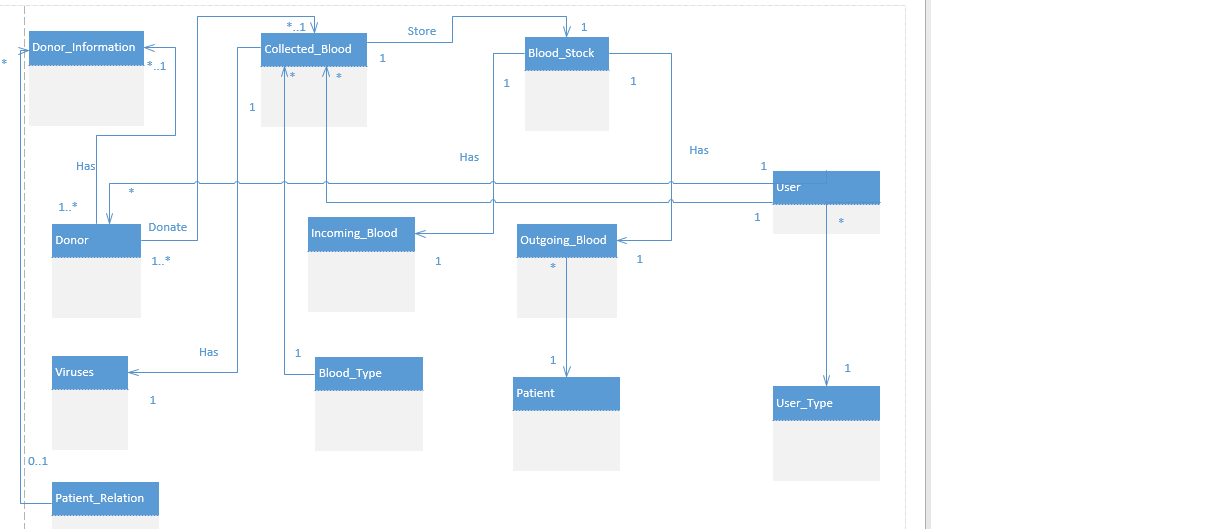 *..1
Store
1
Donor_Information
Collected_Blood
Blood_Stock
*
*..1
1
*
*
1
1
1
Has
Has
Has
1
User
*
1..*
Donate
1
*
Donor
Incoming_Blood
Outgoing_Blood
1..*
1
*
1
Has
1
1
1
Viruses
Blood_Type
Patient
1
User_Type
0..1
Patient_Relation